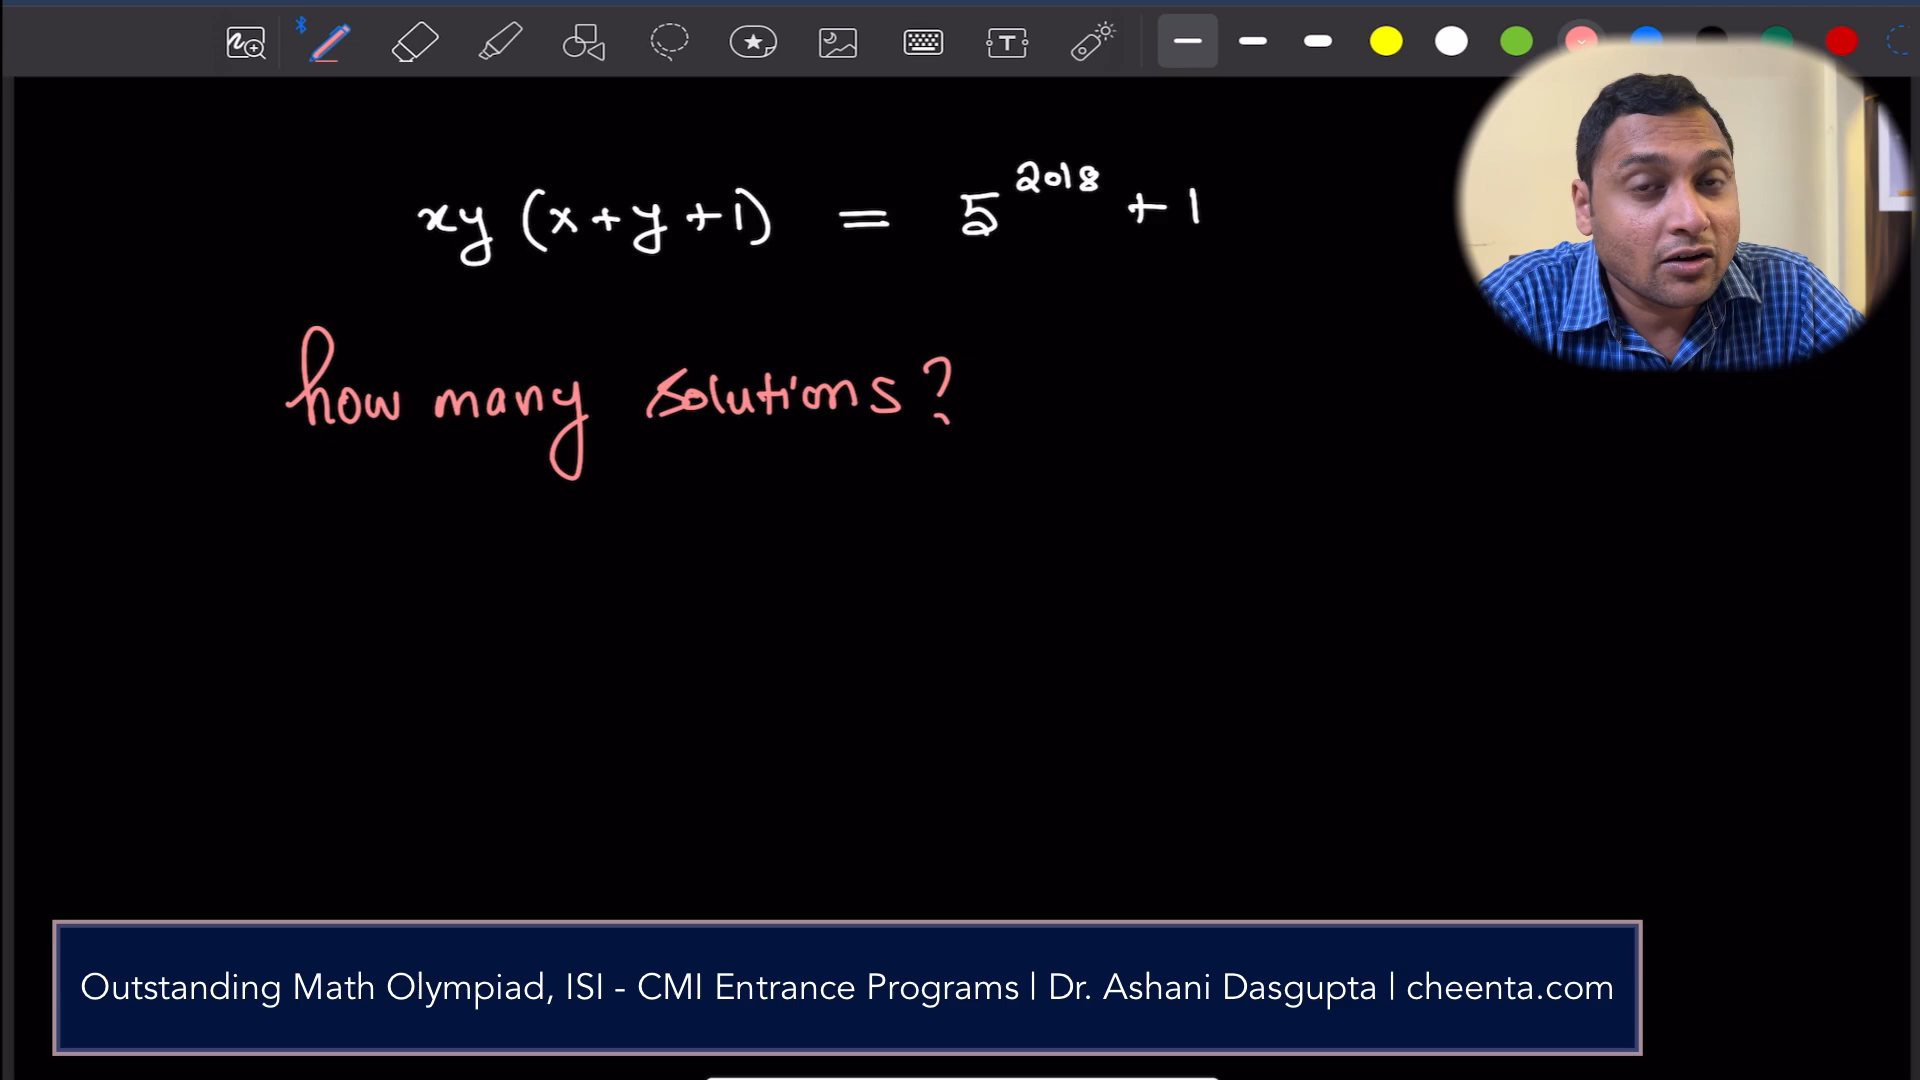 xy (x+y+1) = 5^2018 + 1
how many solutions?
Outstanding Math Olympiad, ISI - CMI Entrance Programs | Dr. Ashani Dasgupta | cheenta.com